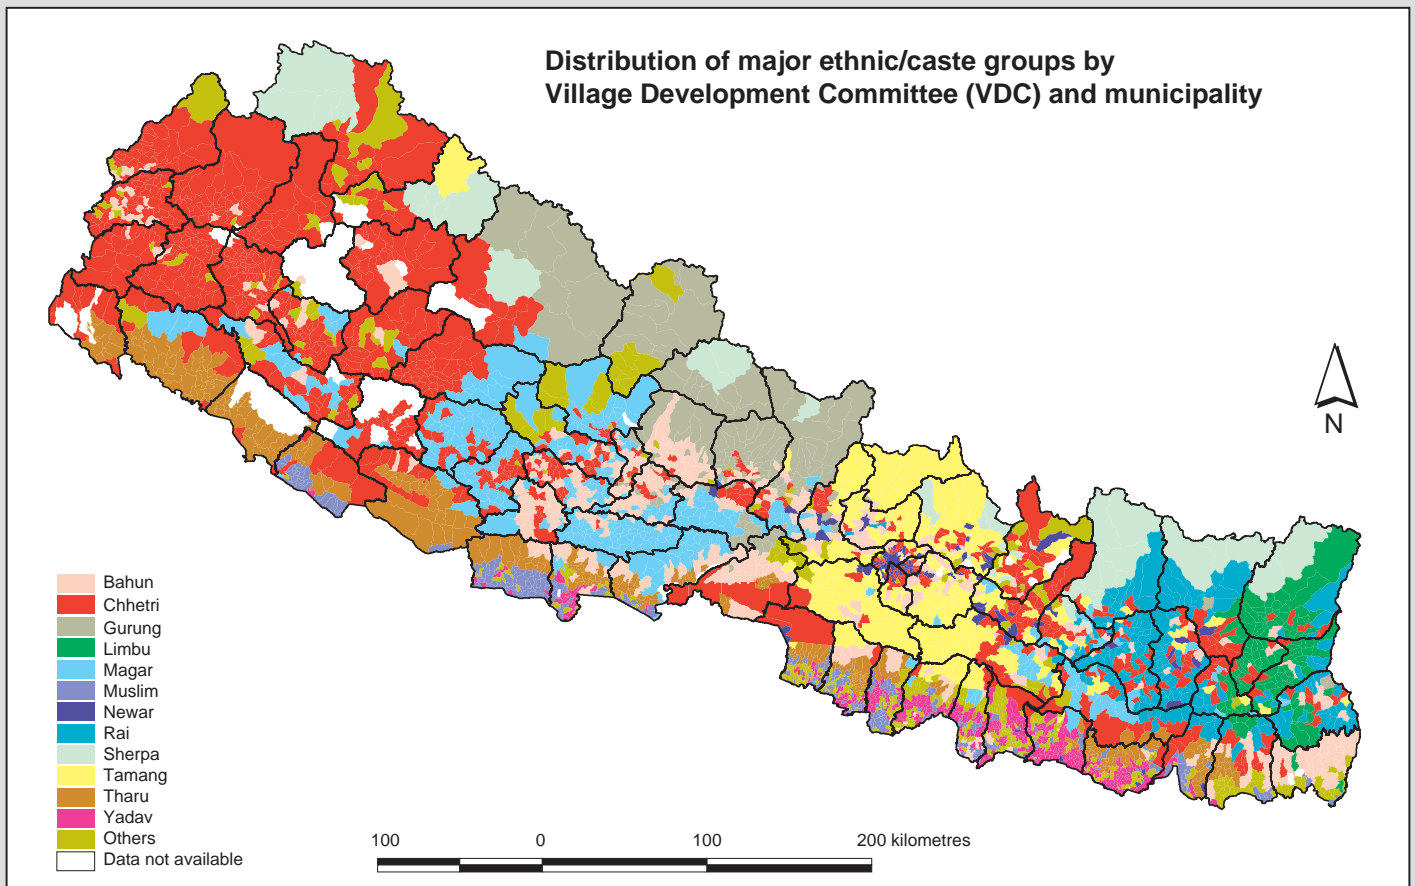 Distribution of major ethnic/caste groups by
Village Development Committee (VDC) and municipality
N
Bahun
Chhetri
Gurung
Limbu
Magar
Muslim
Newar
Rai
Sherpa
Tamang
Tharu
Yadav
Others
Data not available
100 0 100 200 kilometres